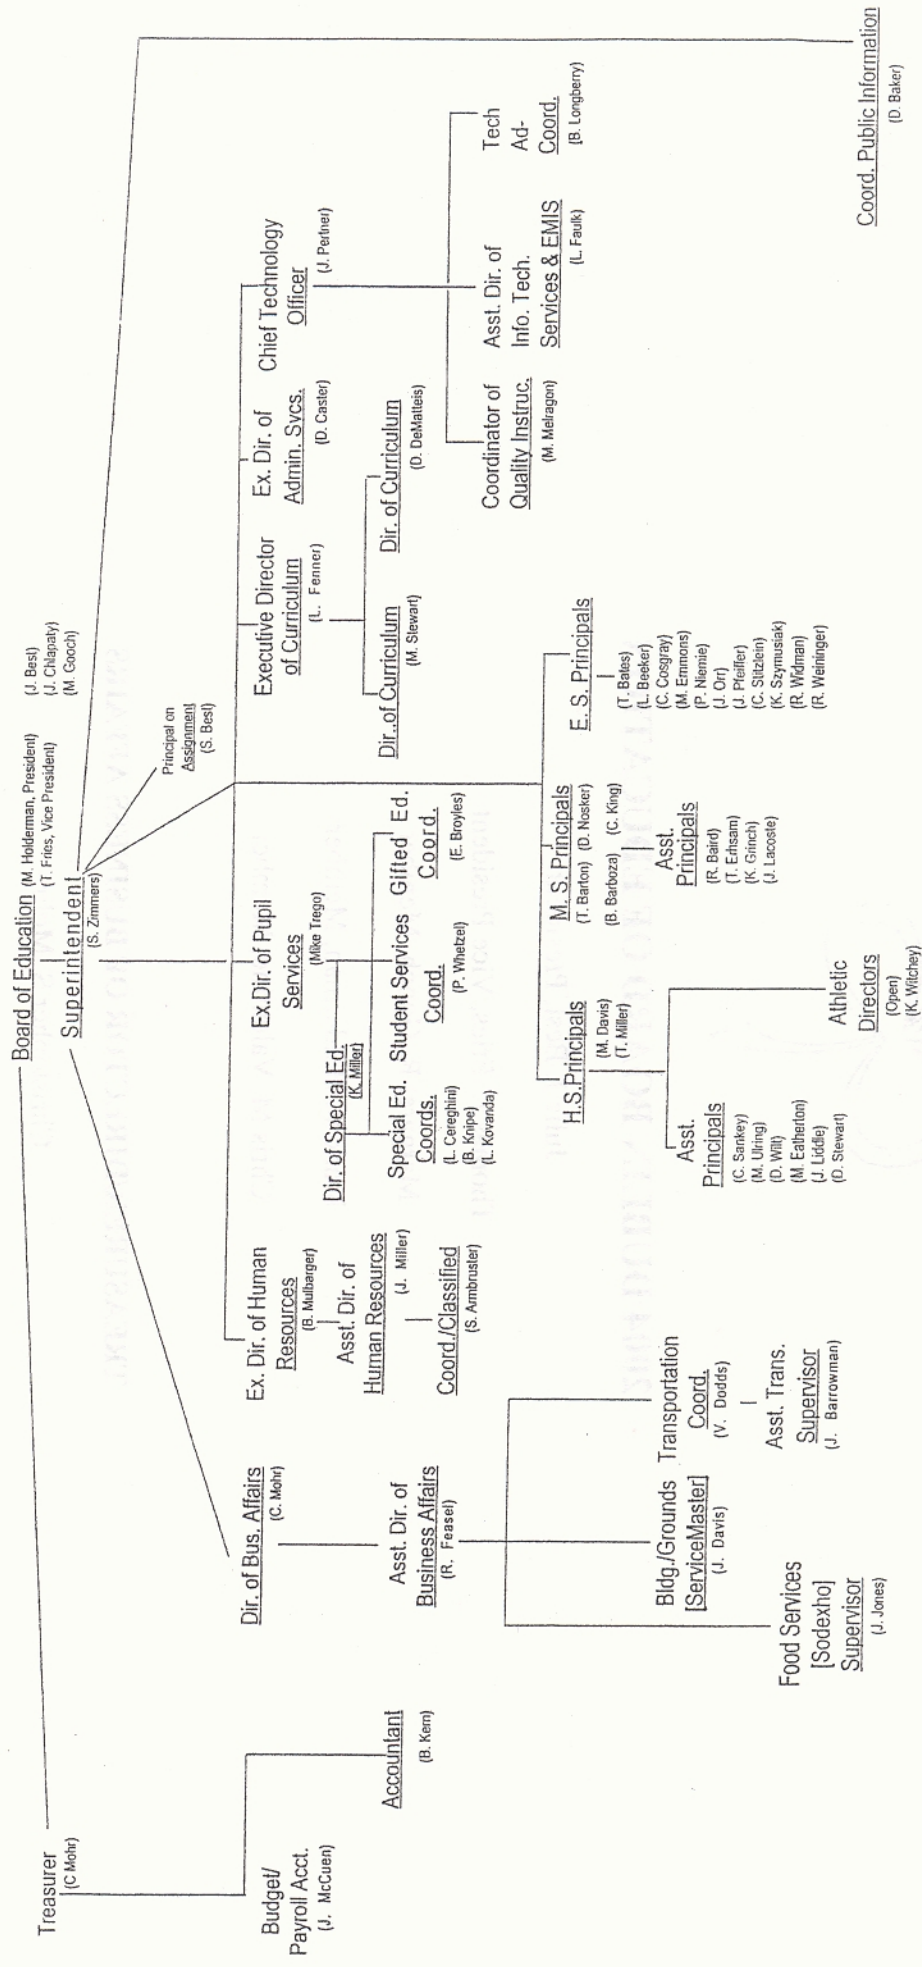 Board of Education
(M. Holderman, President)
(T. Fries, Vice President)
(J. Best)
(J. Chlapaty)
(M. Gooch)
Superintendent
(S. Zimmers)
Principal on
Assignment
(S. Best)
Treasurer
(C Mohr)
Budget/
Payroll Acct.
(J. McCuen)
Accountant
(B. Kern)
Dir. of Bus. Affairs
(C. Mohr)
Asst. Dir. of
Business Affairs
(R. Feasel)
Food Services
[Sodexho]
Supervisor
(J. Jones)
Bldg./Grounds
[ServiceMaster]
(J. Davis)
Transportation
Coord.
(V. Dodds)
Asst. Trans.
Supervisor
(J. Barrowman)
Ex. Dir. of Human
Resources
(B. Mulbarger)
Asst. Dir. of
Human Resources
(J. Miller)
Coord./Classified
(S. Armbruster)
Ex.Dir. of Pupil
Services
(Mike Trego)
Dir. of Special Ed.
(K. Miller)
Special Ed.
Coords.
(L. Cereghini)
(B. Knipe)
(L. Kovanda)
Student Services
Coord.
(P. Whetzel)
Gifted Ed.
Coord.
(E. Broyles)
Executive Director
of Curriculum
(L. Fenner)
Dir..of Curriculum
(M. Stewart)
Dir. of Curriculum
(D. DeMatteis)
Ex. Dir. of
Admin. Svcs.
(D. Caster)
Chief Technology
Officer
(J. Pertner)
Coordinator of
Quality Instruc.
(M. Melragon)
Asst. Dir. of
Info. Tech.
Services & EMIS
(L. Faulk)
Tech
Ad-
Coord.
(B. Longberry)
H.S.Principals
(M. Davis)
(T. Miller)
Asst.
Principals
(C. Sankey)
(M. Ulring)
(D. Wilt)
(M. Eatherton)
(J. Liddle)
(D. Stewart)
Athletic
Directors
(Open)
(K. Witchey)
M. S. Principals
(T. Barton) (D. Nosker)
(B. Barboza) (C. King)
Asst.
Principals
(R. Baird)
(T. Ehtsam)
(K. Grinch)
(J. Lacoste)
E. S. Principals
(T. Bates)
(L. Beeker)
(C. Cosgray)
(M. Emmons)
(P. Niemie)
(J. Orr)
(J. Pfeiffer)
(C. Stitzlein)
(K. Szymusiak)
(R. Widman)
(R. Weininger)
Coord. Public Information
(D. Baker)